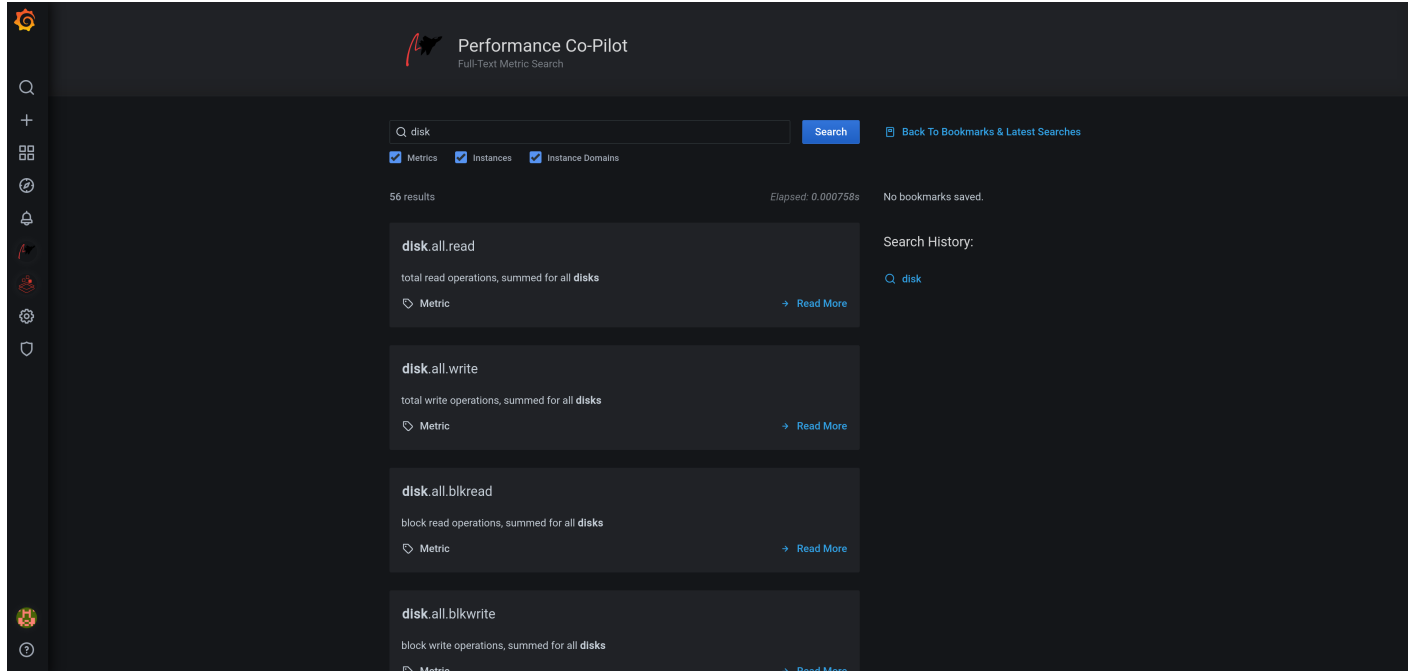 Performance Co-Pilot
Full-Text Metric Search
disk
Search
Back To Bookmarks & Latest Searches
Metrics Instances Instance Domains
56 results Elapsed: 0.000758s
No bookmarks saved.
disk.all.read
total read operations, summed for all disks
Metric Read More
disk.all.write
total write operations, summed for all disks
Metric Read More
disk.all.blkread
block read operations, summed for all disks
Metric Read More
disk.all.blkwrite
block write operations, summed for all disks
Metric Read More
Search History:
disk